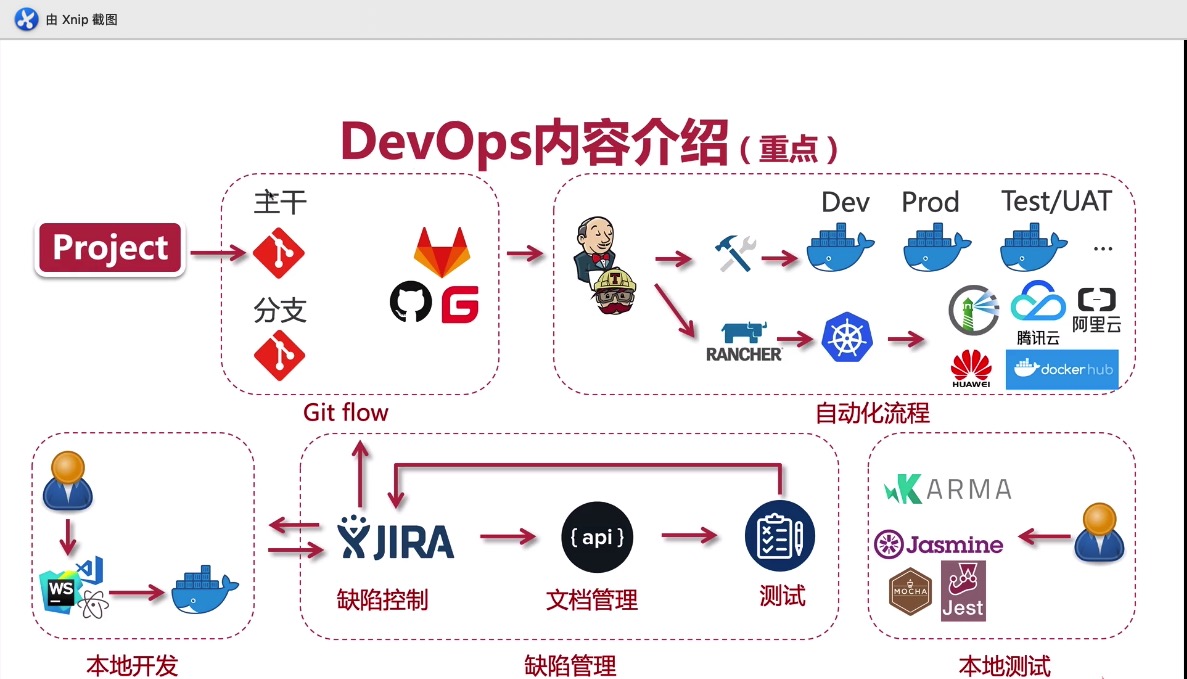 由 Xnip 截图
DevOps内容介绍（重点）
Project
主干
分支
Git flow
Dev
Prod
Test/UAT
...
T
RANCHER
腾讯云
阿里云
HUAWEI
dockerhub
自动化流程
WS
本地开发
JIRA
{ api }
缺陷控制
文档管理
测试
缺陷管理
KARMA
Jasmine
MOCHA
Jest
本地测试